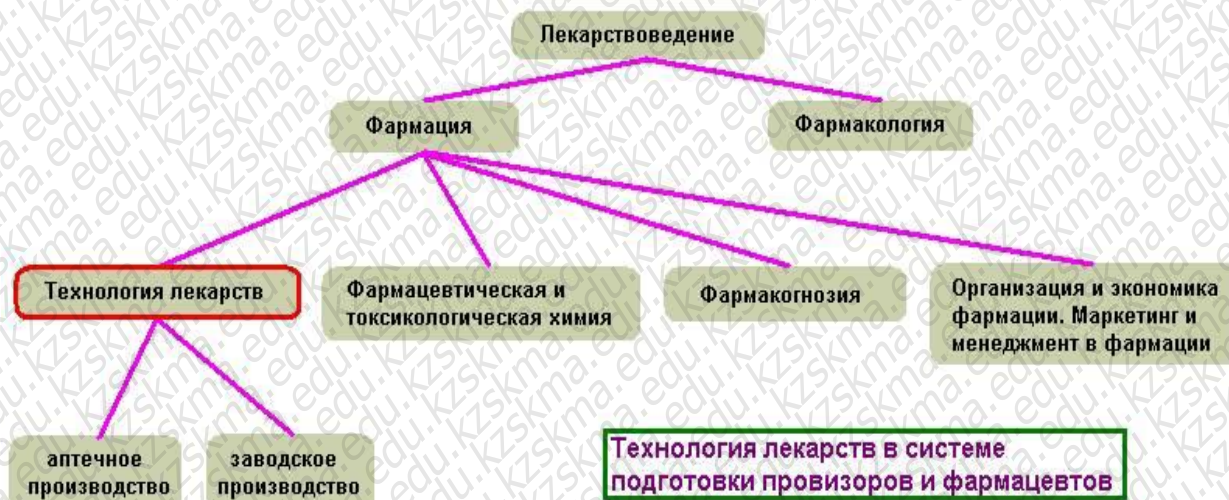 Лекарствоведение
Фармация
Фармакология
Технология лекарств
Фармацевтическая и
токсикологическая химия
Фармакогнозия
Организация и экономика
фармации. Маркетинг и
менеджмент в фармации
аптечное
производство
заводское
производство
Технология лекарств в системе
подготовки провизоров и фармацевтов